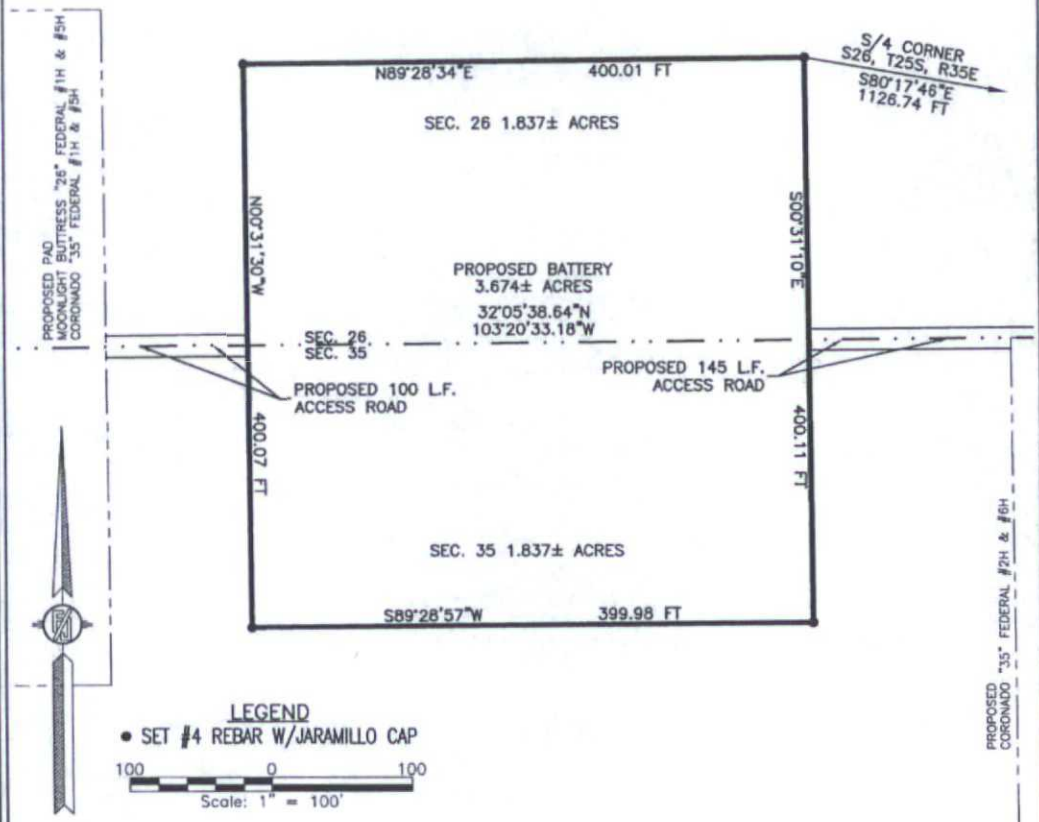 PROPOSED PAD
MOONLIGHT BUTTRESS "26" FEDERAL #1H & #5H
CORONADO "35" FEDERAL #1H & #5H
N89°28'34"E 400.01 FT
S/4 CORNER
S26, T25S, R35E
S80°17'46"E
1126.74 FT
SEC. 26 1.837± ACRES
N00°31'30"W
400.07 FT
S00°31'10"E
400.11 FT
PROPOSED BATTERY
3.674± ACRES
32°05'38.64"N
103°20'33.18"W
SEC. 26
SEC. 35
PROPOSED 100 L.F.
ACCESS ROAD
PROPOSED 145 L.F.
ACCESS ROAD
SEC. 35 1.837± ACRES
S89°28'57"W 399.98 FT
PROPOSED
CORONADO "35" FEDERAL #2H & #6H
LEGEND
● SET #4 REBAR W/JARAMILLO CAP
100 0 100
Scale: 1" = 100'